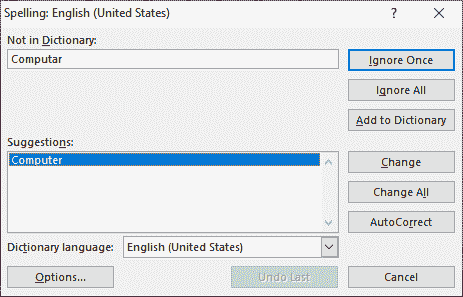 Spelling: English (United States)
Not in Dictionary:
Computar
Ignore Once
Ignore All
Add to Dictionary
Suggestions:
Computer
Change
Change All
AutoCorrect
Dictionary language: English (United States)
Options... Undo Last Cancel